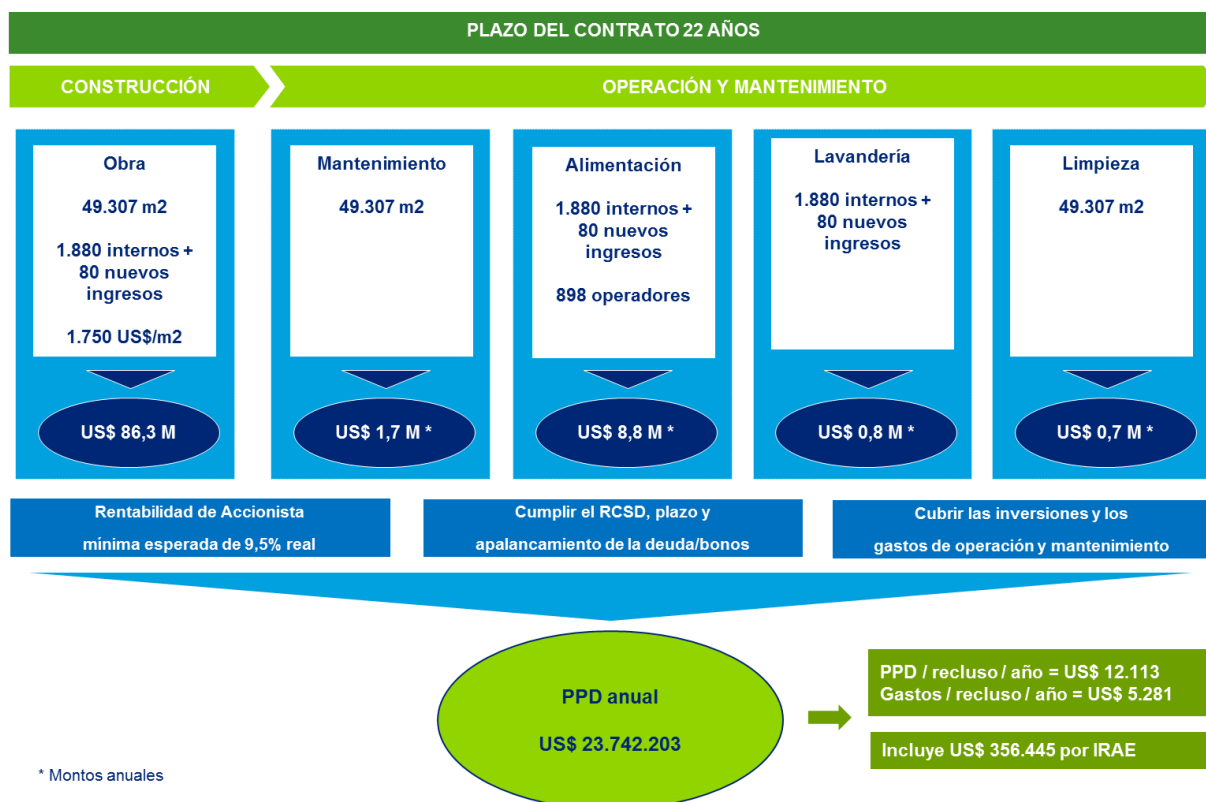 PLAZO DEL CONTRATO 22 AÑOS
CONSTRUCCIÓN
OPERACIÓN Y MANTENIMIENTO
Obra
49.307 m2
1.880 internos +
80 nuevos
ingresos
1.750 US$/m2
US$ 86,3 M
Mantenimiento
49.307 m2
US$ 1,7 M *
Alimentación
1.880 internos +
80 nuevos
ingresos
898 operadores
US$ 8,8 M *
Lavandería
1.880 internos +
80 nuevos
ingresos
US$ 0,8 M *
Limpieza
49.307 m2
US$ 0,7 M *
Rentabilidad de Accionista
mínima esperada de 9,5% real
Cumplir el RCSD, plazo y
apalancamiento de la deuda/bonos
Cubrir las inversiones y los
gastos de operación y mantenimiento
PPD anual
US$ 23.742.203
PPD / recluso / año = US$ 12.113
Gastos / recluso / año = US$ 5.281
Incluye US$ 356.445 por IRAE
* Montos anuales